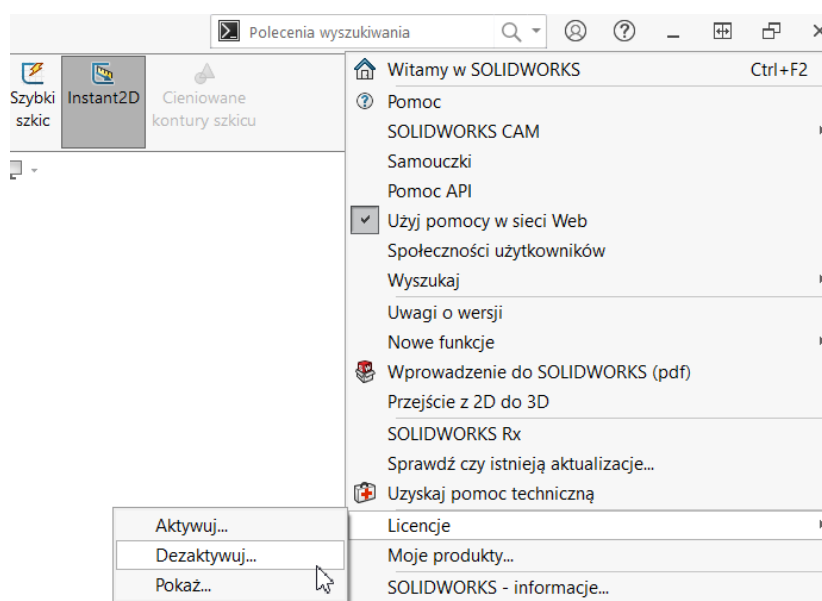 Polecenia wyszukiwania
Szybki szkic
Instant2D
Cieniowane kontury szkicu
Witamy w SOLIDWORKS Ctrl+F2
Pomoc
SOLIDWORKS CAM
Samouczki
Pomoc API
Użyj pomocy w sieci Web
Społeczności użytkowników
Wyszukaj
Uwagi o wersji
Nowe funkcje
Wprowadzenie do SOLIDWORKS (pdf)
Przejście z 2D do 3D
SOLIDWORKS Rx
Sprawdź czy istnieją aktualizacje...
Uzyskaj pomoc techniczną
Licencje
Aktywuj...
Dezaktywuj...
Pokaż...
Moje produkty...
SOLIDWORKS - informacje...